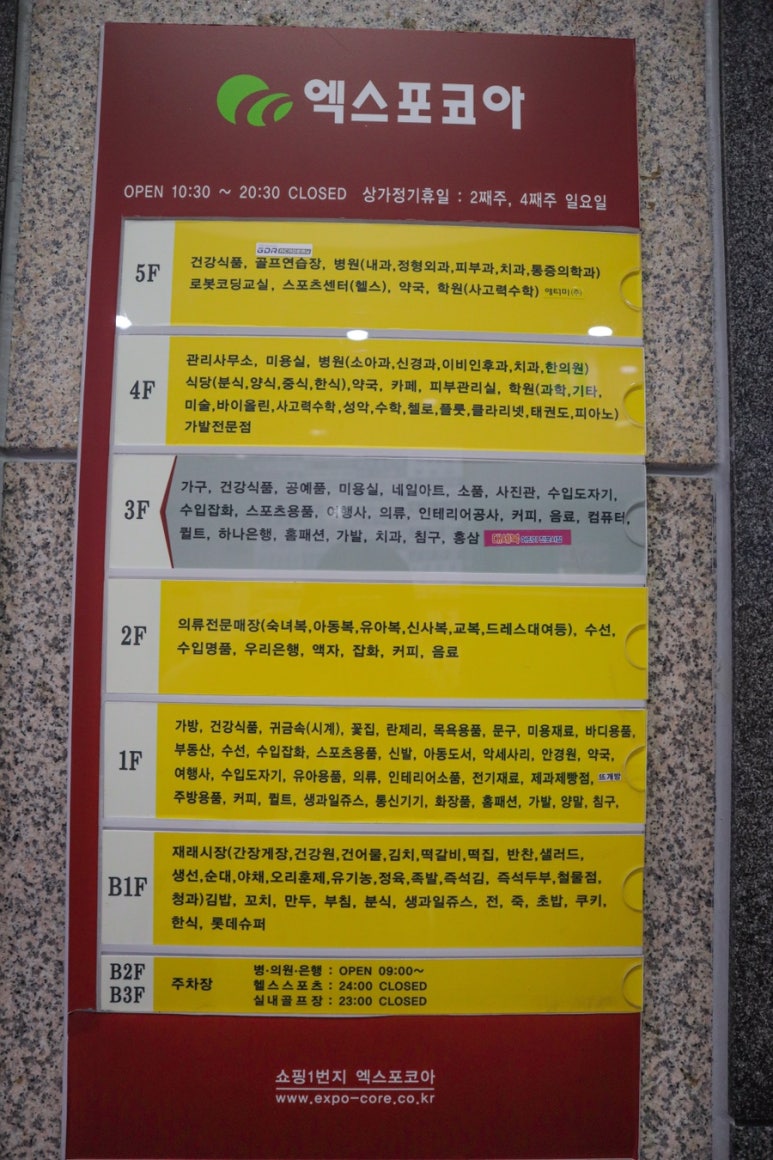 엑스포코아
OPEN 10:30 ~ 20:30 CLOSED 상가정기휴일 : 2째주, 4째주 일요일
5F
GDR ACADEMY
건강식품, 골프연습장, 병원(내과,정형외과,피부과,치과,통증의학과)
로봇코딩교실, 스포츠센터(헬스), 약국, 학원(사고력수학) 애터미(주)
4F
관리사무소, 미용실, 병원(소아과,신경과,이비인후과,치과,한의원)
식당(분식,양식,중식,한식),약국, 카페, 피부관리실, 학원(과학,기타,
미술,바이올린,사고력수학,성악,수학,첼로,플룻,클라리넷,태권도,피아노)
가발전문점
3F
가구, 건강식품, 공예품, 미용실, 네일아트, 소품, 사진관, 수입도자기,
수입잡화, 스포츠용품, 여행사, 의류, 인테리어공사, 커피, 음료, 컴퓨터,
퀼트, 하나은행, 홈패션, 가발, 치과, 침구, 홍삼
2F
의류전문매장(숙녀복,아동복,유아복,신사복,교복,드레스대여등), 수선,
수입명품, 우리은행, 액자, 잡화, 커피, 음료
1F
가방, 건강식품, 귀금속(시계), 꽃집, 란제리, 목욕용품, 문구, 미용재료, 바디용품,
부동산, 수선, 수입잡화, 스포츠용품, 신발, 아동도서, 악세사리, 안경원, 약국,
여행사, 수입도자기, 유아용품, 의류, 인테리어소품, 전기재료, 제과제빵점, 뜨개방
주방용품, 커피, 퀼트, 생과일쥬스, 통신기기, 화장품, 홈패션, 가발, 양말, 침구,
B1F
재래시장(간장게장,건강원,건어물,김치,떡갈비,떡집, 반찬,샐러드,
생선,순대,야채,오리훈제,유기농,정육,족발,즉석김, 즉석두부,철물점,
청과)김밥, 꼬치, 만두, 부침, 분식, 생과일쥬스, 전, 죽, 초밥, 쿠키,
한식, 롯데슈퍼
B2F
B3F
주차장
병·의원·은행 : OPEN 09:00~
헬스스포츠 : 24:00 CLOSED
실내골프장 : 23:00 CLOSED
쇼핑1번지 엑스포코아
www.expo-core.co.kr